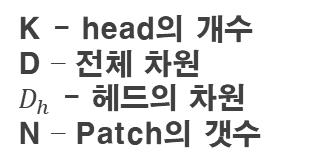 K - head의 개수
D – 전체 차원
D_h - 헤드의 차원
N – Patch의 갯수